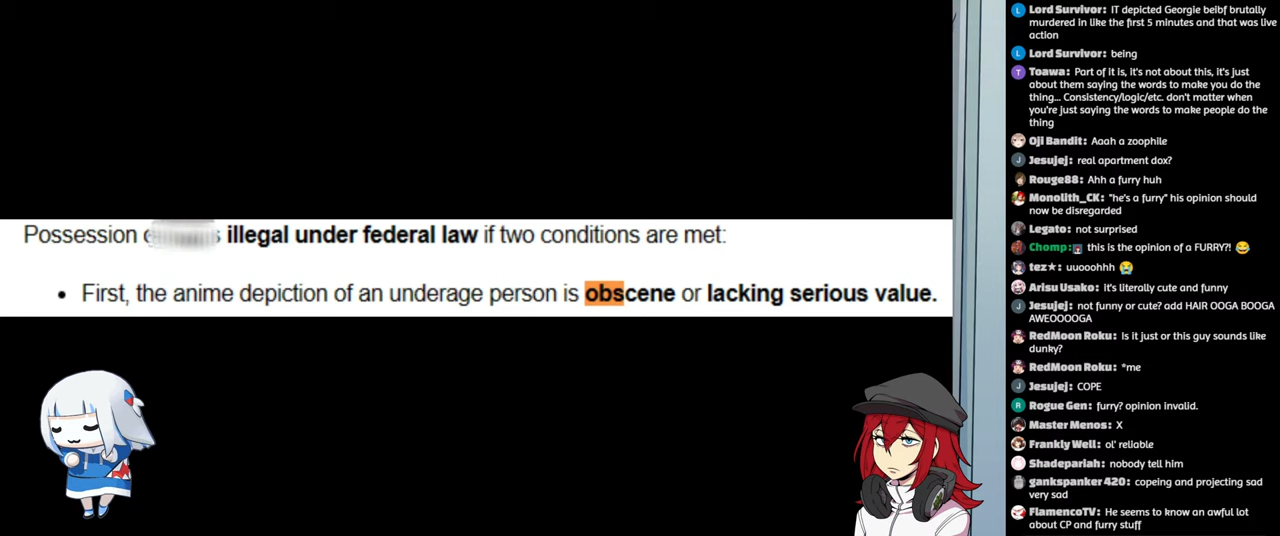 Possession illegal under federal law if two conditions are met:
• First, the anime depiction of an underage person is obscene or lacking serious value.
L Lord Survivor: IT depicted Georgie beibf brutally
murdered in like the first 5 minutes and that was live
action
L Lord Survivor: being
T Toawa: Part of it is, it's not about this, it's just
about them saying the words to make you do the
thing... Consistency/logic/etc. don't matter when
you're just saying the words to make people do the
thing
Oji Bandit: Aaah a zoophile
J Jesujej: real apartment dox?
Rouge88: Ahh a furry huh
Monolith_CK: "he's a furry" his opinion should
now be disregarded
Legato: not surprised
Chomp: this is the opinion of a FURRY?! 😂
tez★: uuooohhh 😭
Arisu Usako: it's literally cute and funny
J Jesujej: not funny or cute? add HAIR OOGA BOOGA
AWEOOOOGA
RedMoon Roku: Is it just or this guy sounds like
dunky?
RedMoon Roku: *me
J Jesujej: COPE
R Rogue Gen: furry? opinion invalid.
Master Menos: X
Frankly Well: ol' reliable
Shadepariah: nobody tell him
gankspanker 420: copeing and projecting sad
very sad
FlamencoTV: He seems to know an awful lot
about CP and furry stuff